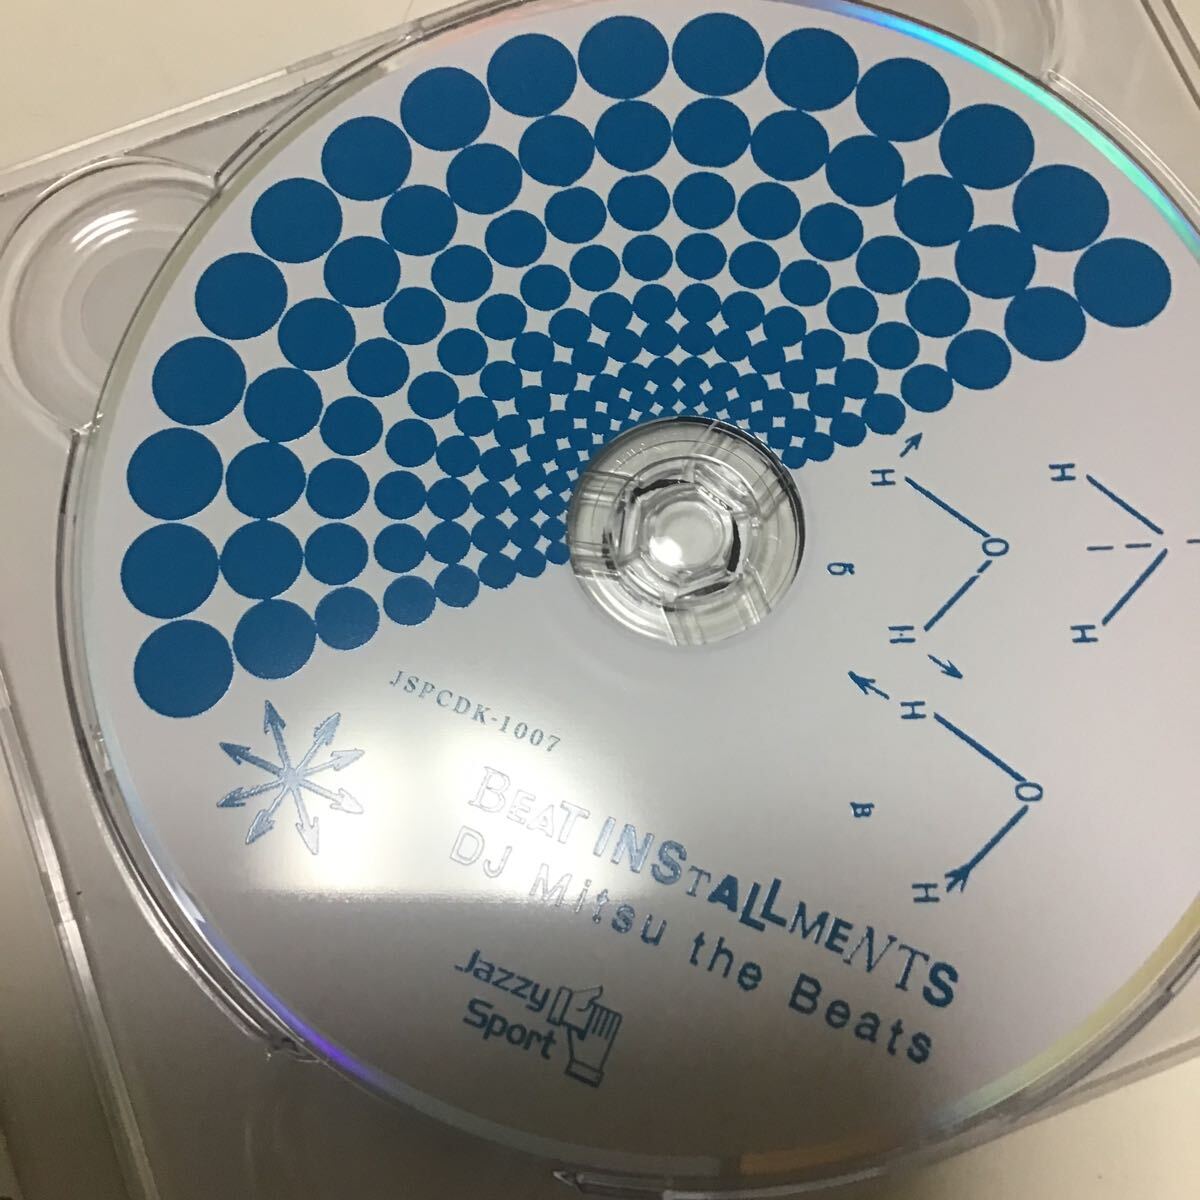 JSPCDK-1007
BEAT INSTALLMENTS
DJ Mitsu the Beats
Jazzy
Sport
H
O
H
б
H
H
H
O
H
в